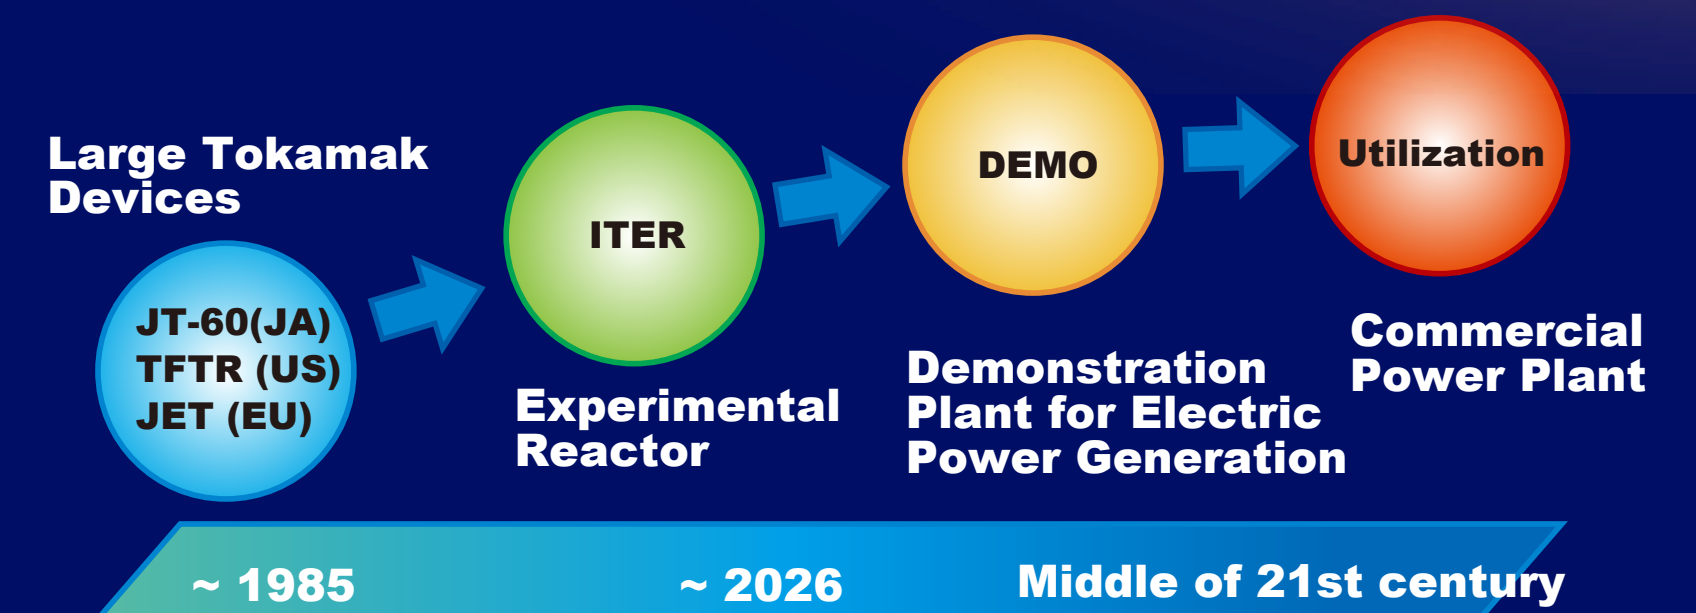 Large Tokamak
Devices
JT-60(JA)
TFTR (US)
JET (EU)
ITER
Experimental
Reactor
DEMO
Demonstration
Plant for Electric
Power Generation
Utilization
Commercial
Power Plant
~ 1985
~ 2026
Middle of 21st century